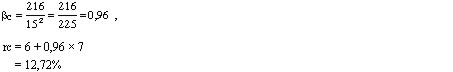 βc = 216/15² = 216/225 = 0,96 ,
rc = 6 + 0,96 × 7
= 12,72%